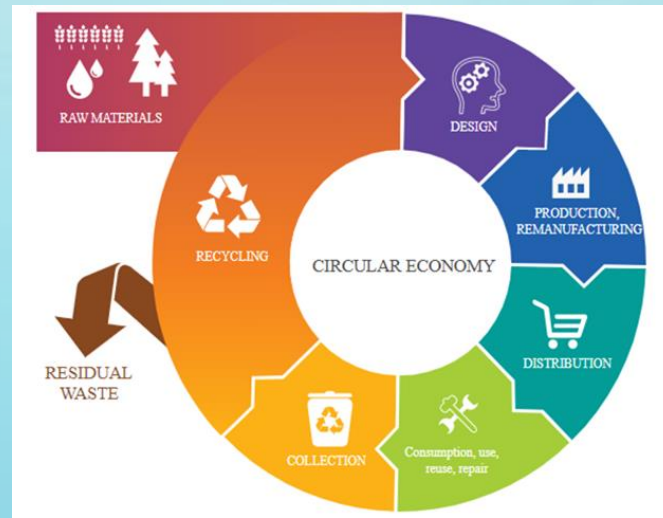 RAW MATERIALS
DESIGN
PRODUCTION,
REMANUFACTURING
RECYCLING
CIRCULAR ECONOMY
DISTRIBUTION
RESIDUAL
WASTE
Consumption, use,
reuse, repair
COLLECTION